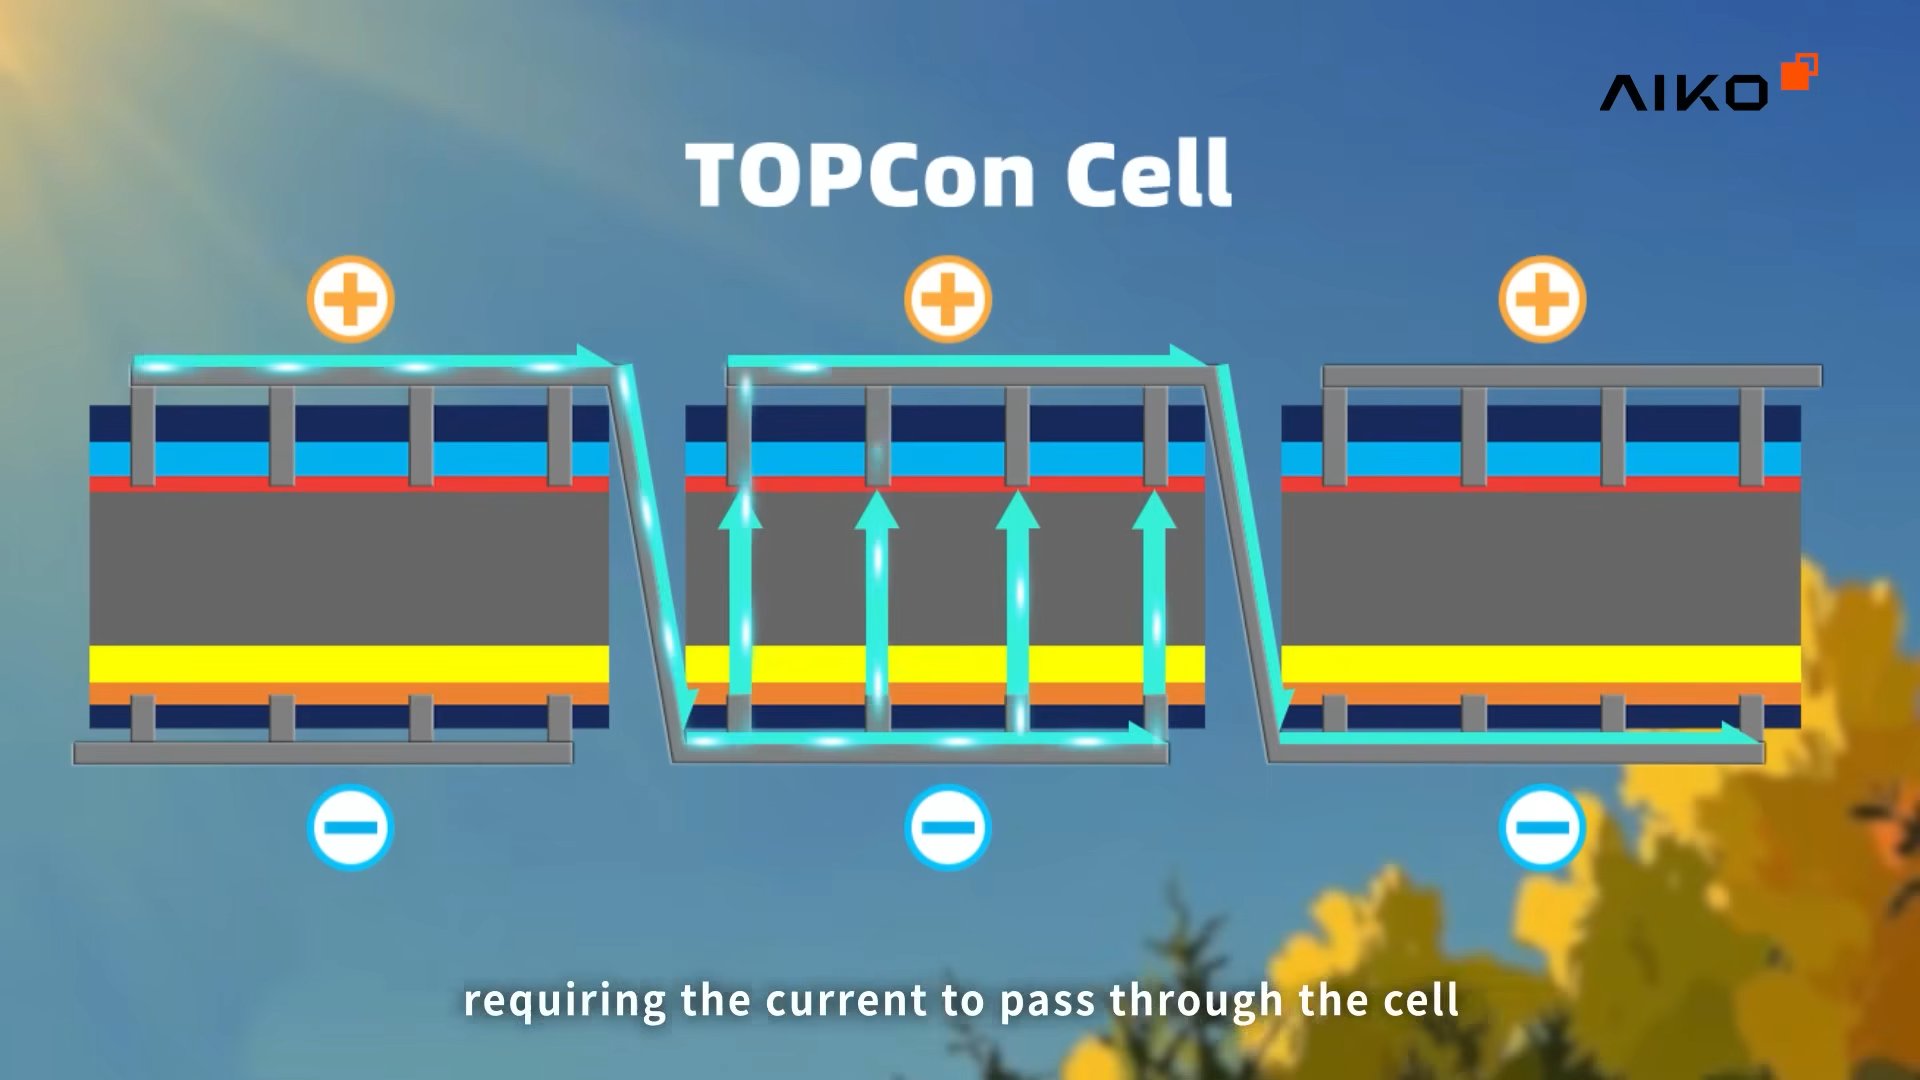 AIKO
TOPCon Cell
requiring the current to pass through the cell